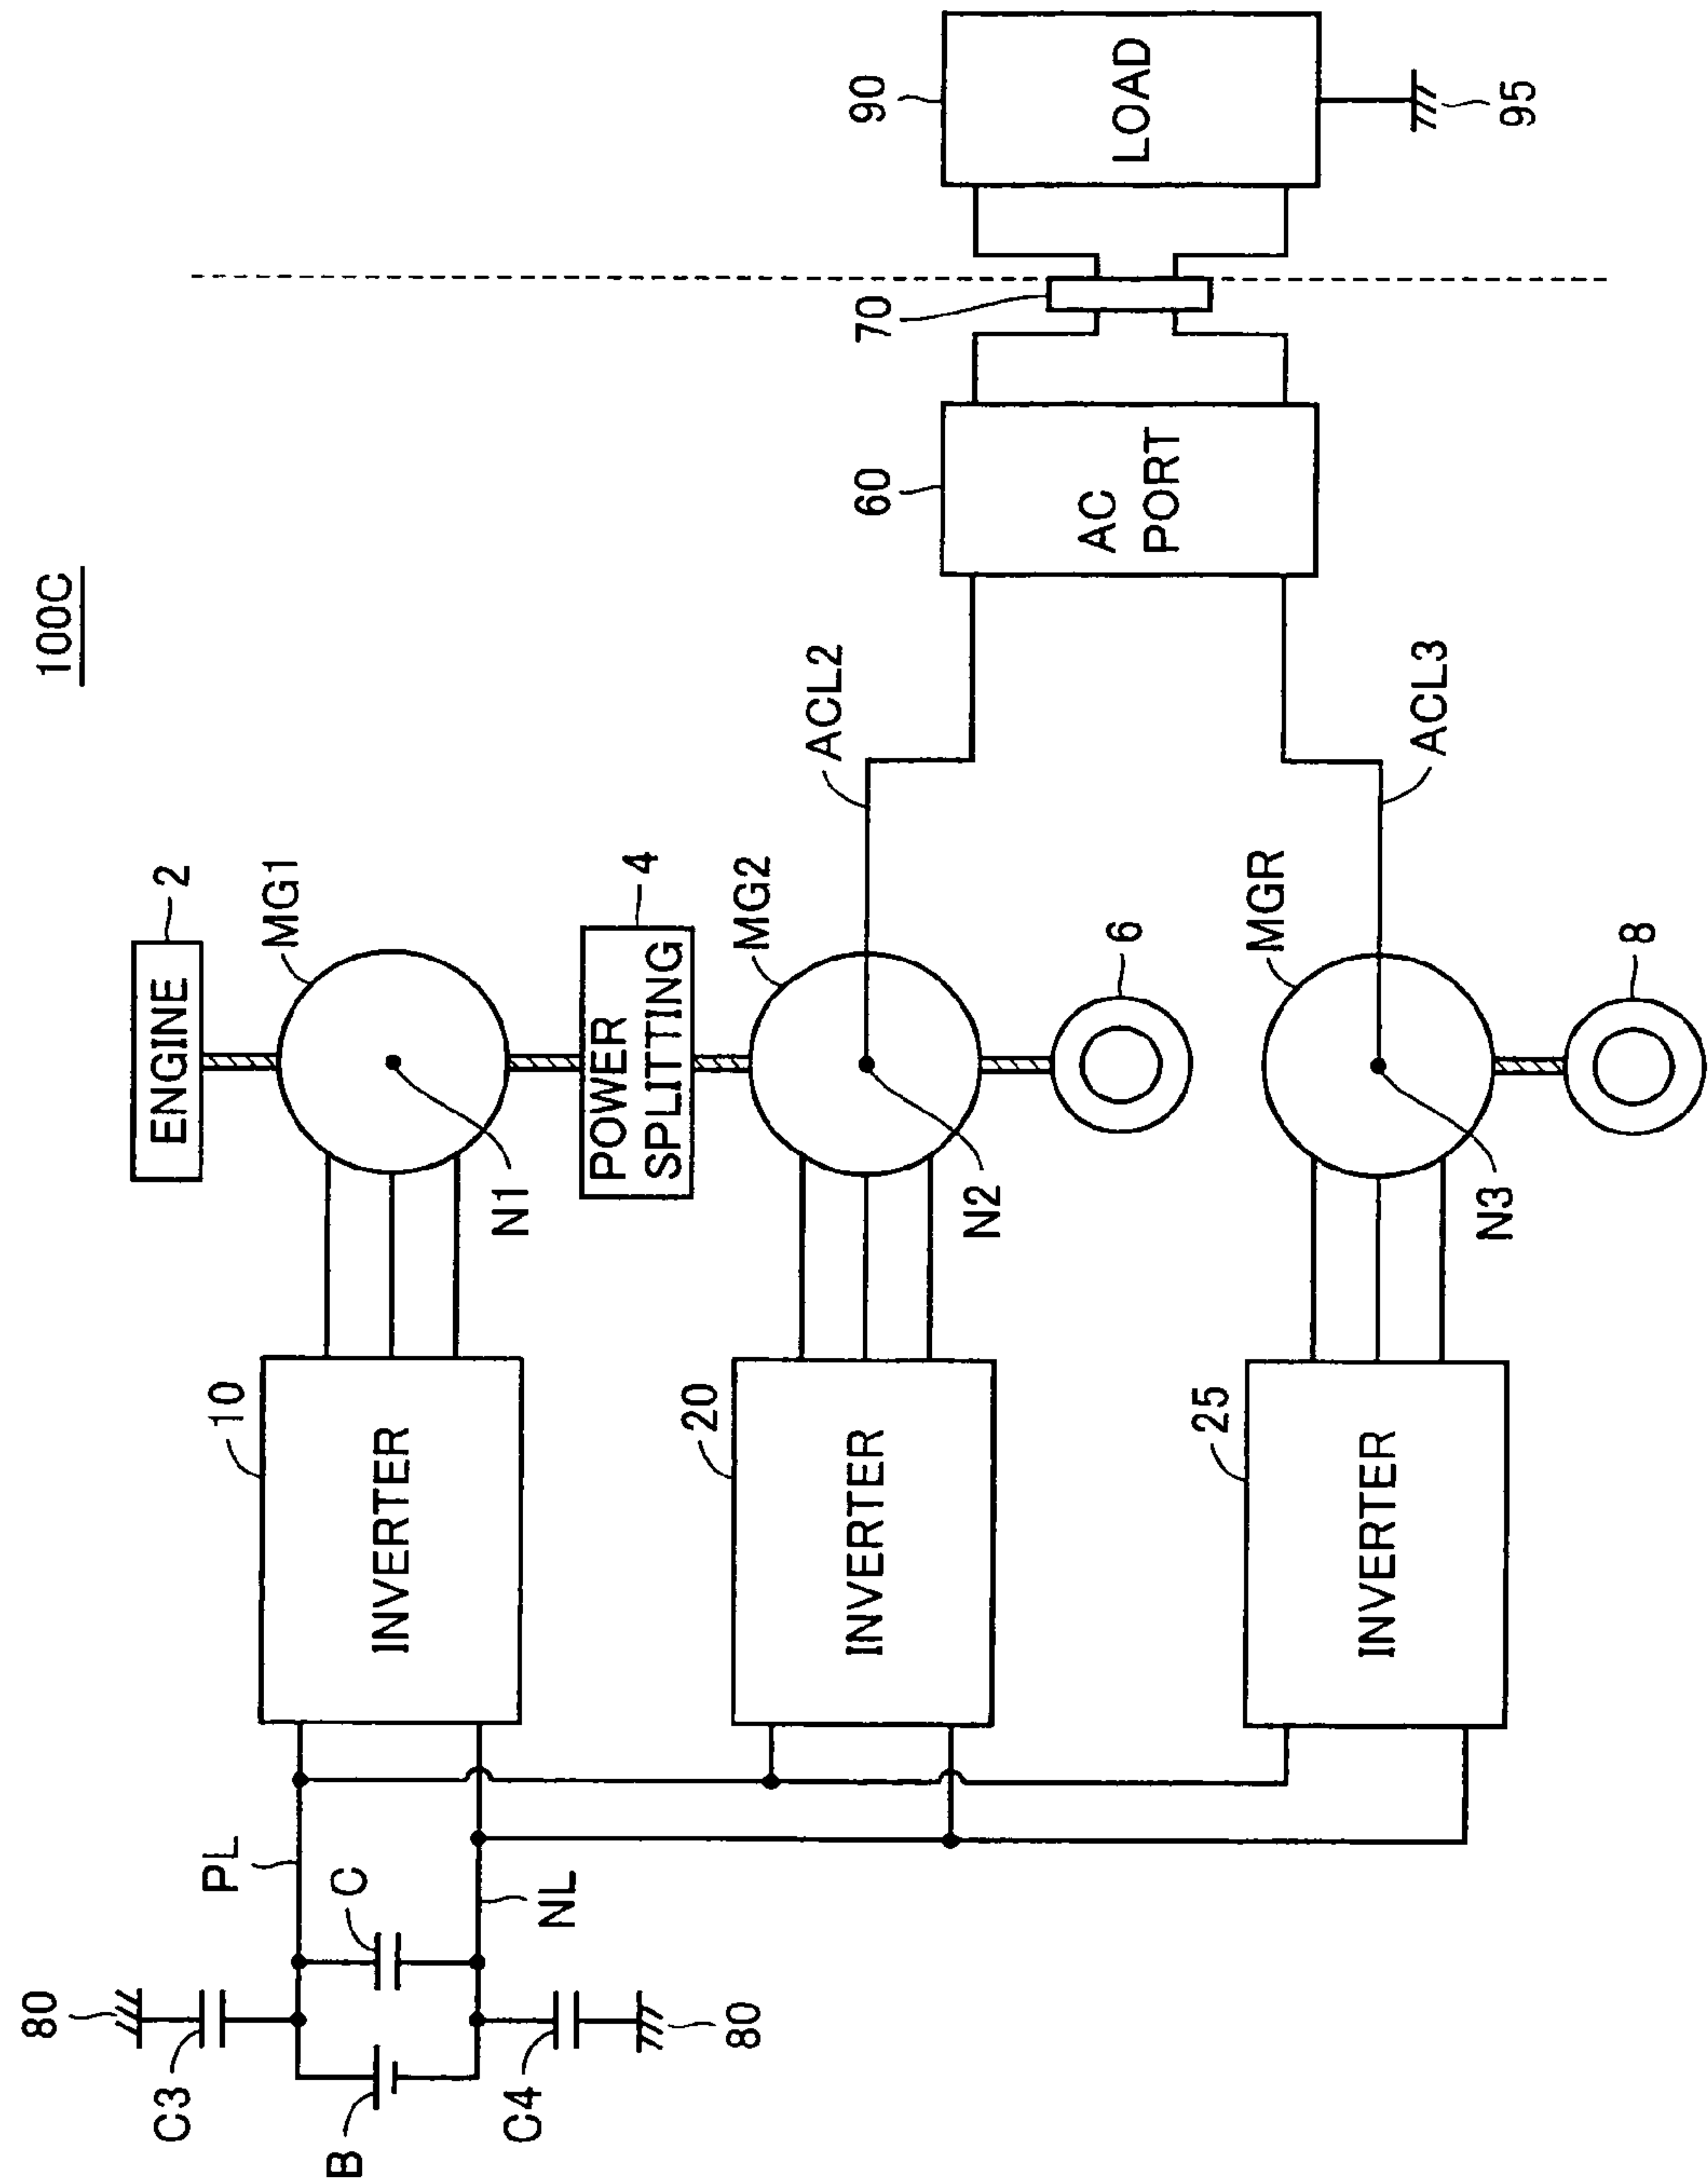 100C
ENGINE
2
MG1
N1
10
INVERTER
PL
C
NL
80
C3
B
C4
80
POWER
SPLITTING
4
MG2
N2
20
INVERTER
6
ACL2
MGR
N3
25
INVERTER
8
ACL3
60
AC
PORT
70
90
LOAD
95